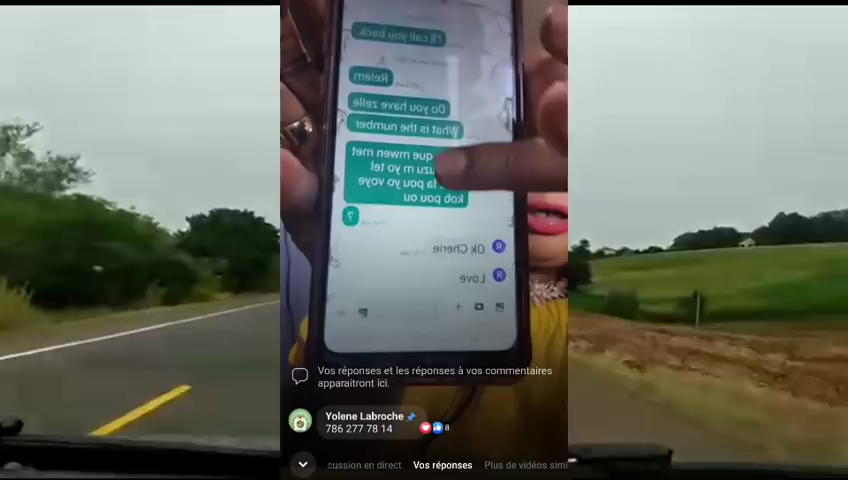 I'll call you back
Relem
Do you have zelle
What is the number
que mwen met
m yo tel
la pou yo voye
kob pou ou
?
R Ok Cherie
R Love
Vos réponses et les réponses à vos commentaires
apparaitront ici.
Yolene Labroche
786 277 78 14
8
cussion en direct
Vos réponses
Plus de vidéos simi